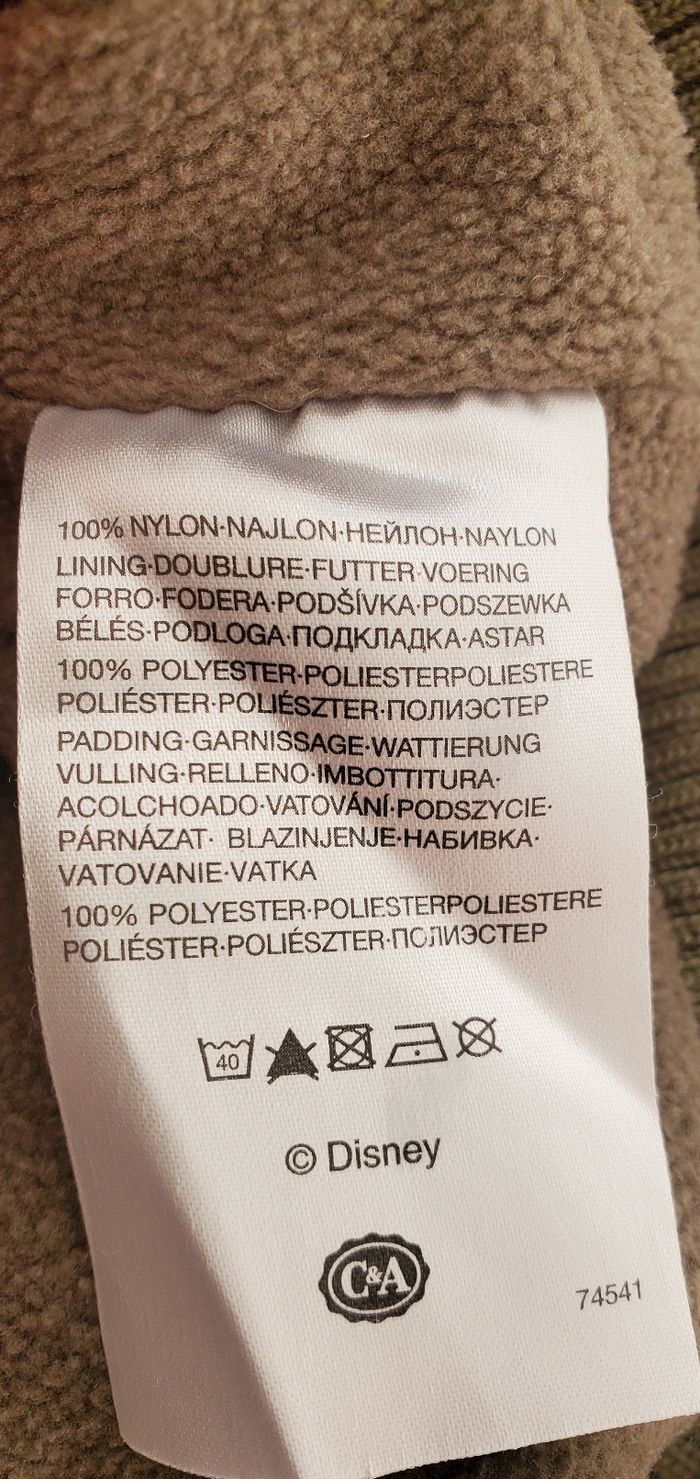 100% NYLON·NAJLON·НЕЙЛОН·NAYLON
LINING·DOUBLURE·FUTTER·VOERING
FORRO·FODERA·PODŠÍVKA·PODSZEWKA
BÉLÉS·PODLOGA·ПОДКЛАДКА·ASTAR
100% POLYESTER·POLIESTERPOLIESTERE
POLIÉSTER·POLIÉSZTER·ПОЛИЭСТЕР
PADDING·GARNISSAGE·WATTIERUNG
VULLING·RELLENO·IMBOTTITURA·
ACOLCHOADO·VATOVÁNÍ·PODSZYCIE·
PÁRNÁZAT· BLAZINJENJE·НАБИВКА·
VATOVANIE·VATKA
100% POLYESTER·POLIESTERPOLIESTERE
POLIÉSTER·POLIÉSZTER·ПОЛИЭСТЕР
40
© Disney
C&A
74541